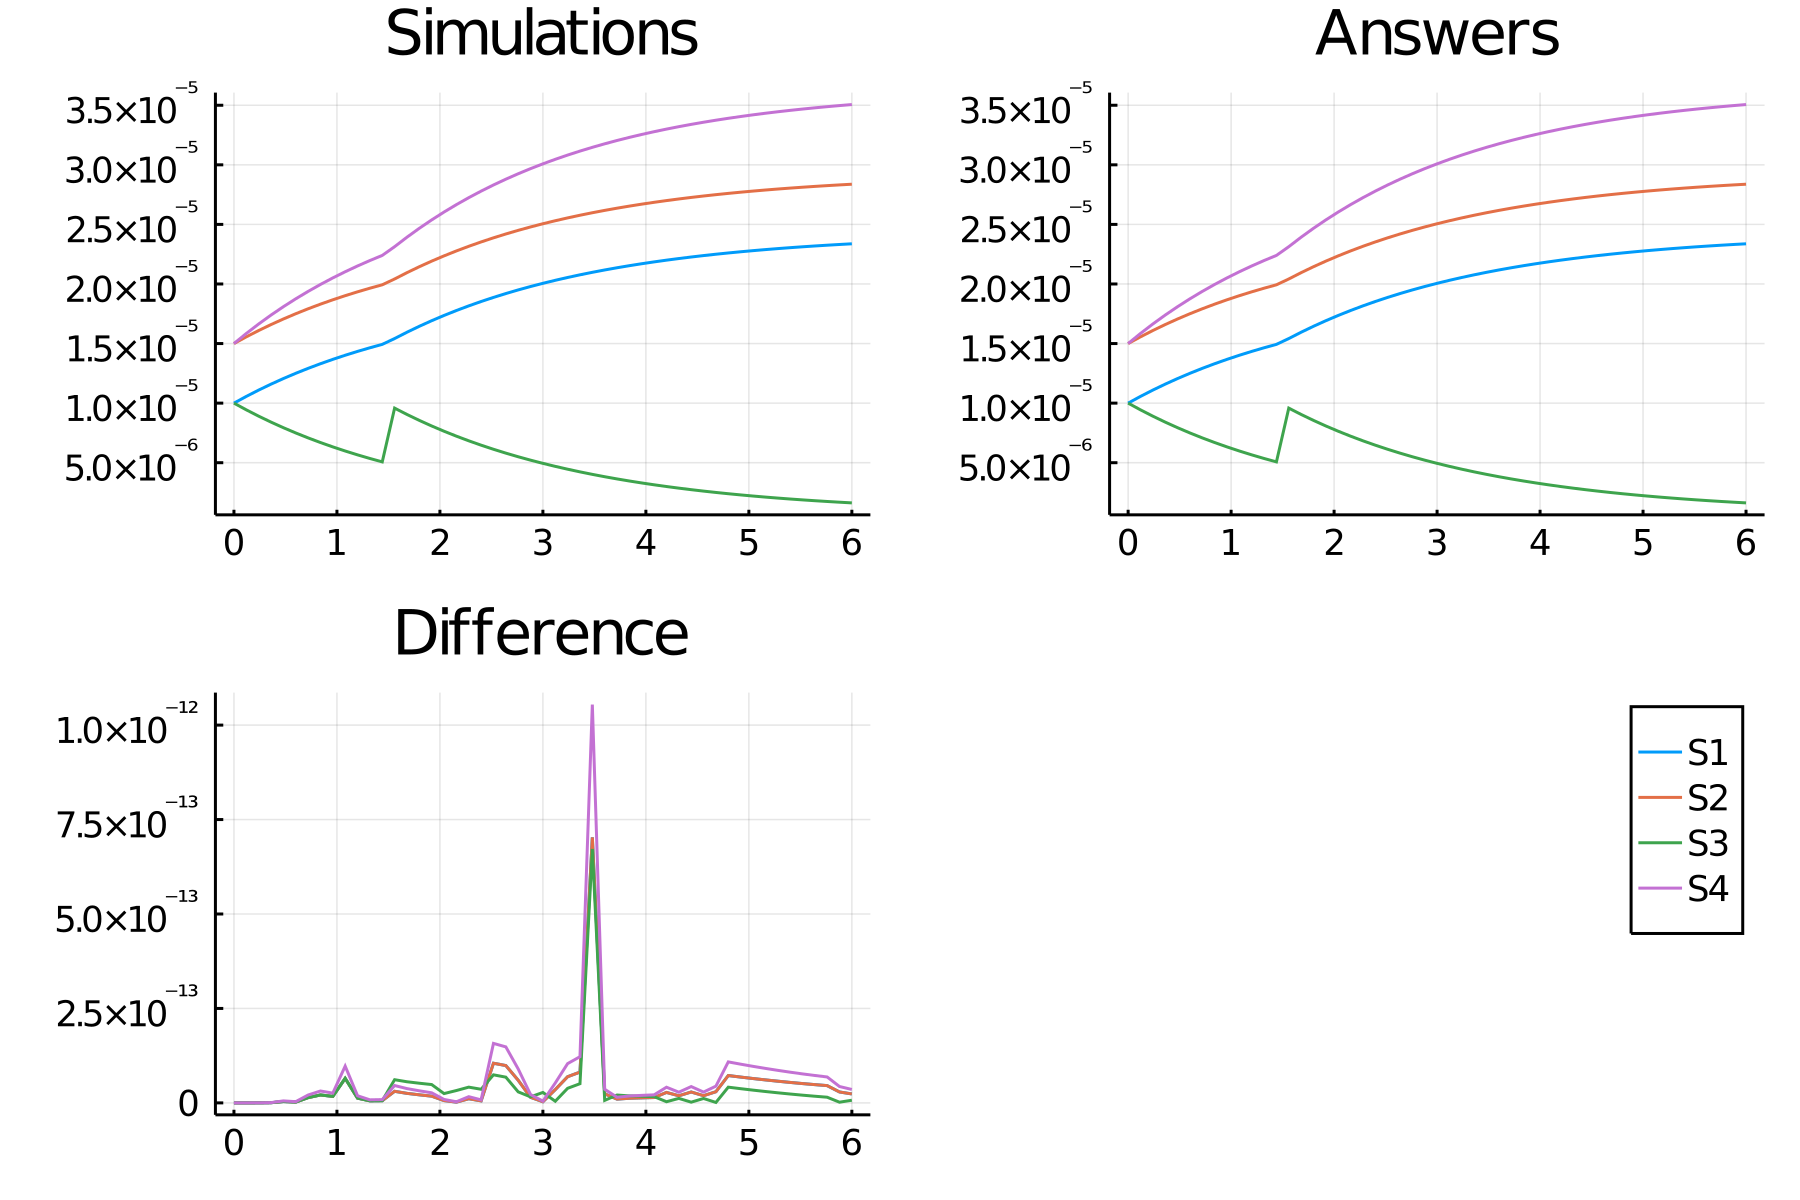 Simulations
3.5×10⁻⁵
3.0×10⁻⁵
2.5×10⁻⁵
2.0×10⁻⁵
1.5×10⁻⁵
1.0×10⁻⁵
5.0×10⁻⁶
0 1 2 3 4 5 6
Answers
3.5×10⁻⁵
3.0×10⁻⁵
2.5×10⁻⁵
2.0×10⁻⁵
1.5×10⁻⁵
1.0×10⁻⁵
5.0×10⁻⁶
0 1 2 3 4 5 6
Difference
1.0×10⁻¹²
7.5×10⁻¹³
5.0×10⁻¹³
2.5×10⁻¹³
0
0 1 2 3 4 5 6
S1
S2
S3
S4